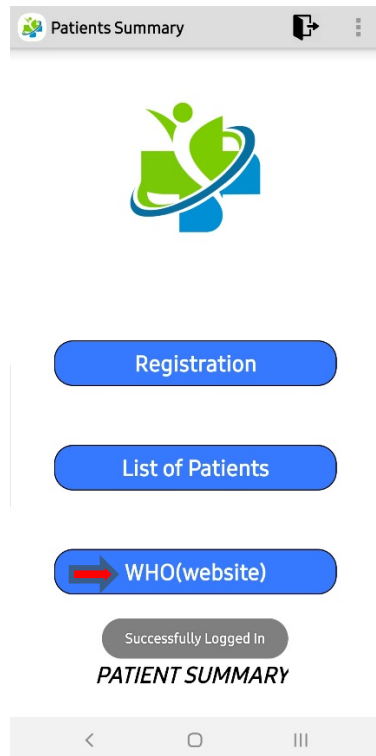 Patients Summary
Registration
List of Patients
WHO(website)
Successfully Logged In
PATIENT SUMMARY